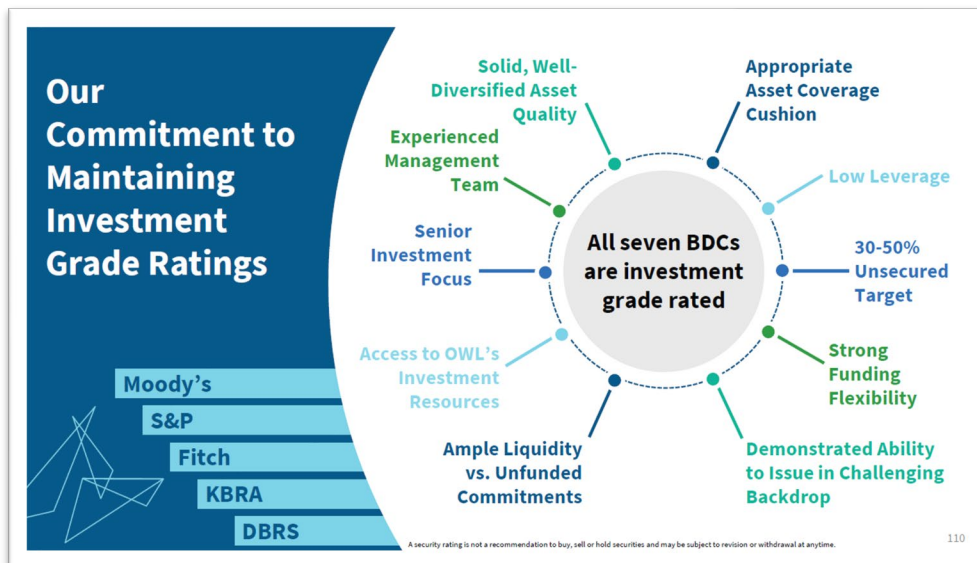 Our
Commitment to
Maintaining
Investment
Grade Ratings
Moody's
S&P
Fitch
KBRA
DBRS
Solid, Well-
Diversified Asset
Quality
Experienced
Management
Team
Senior
Investment
Focus
Access to OWL's
Investment
Resources
Ample Liquidity
vs. Unfunded
Commitments
All seven BDCs
are investment
grade rated
Appropriate
Asset Coverage
Cushion
Low Leverage
30-50%
Unsecured
Target
Strong
Funding
Flexibility
Demonstrated Ability
to Issue in Challenging
Backdrop
A security rating is not a recommendation to buy, sell or hold securities and may be subject to revision or withdrawal at anytime.
110